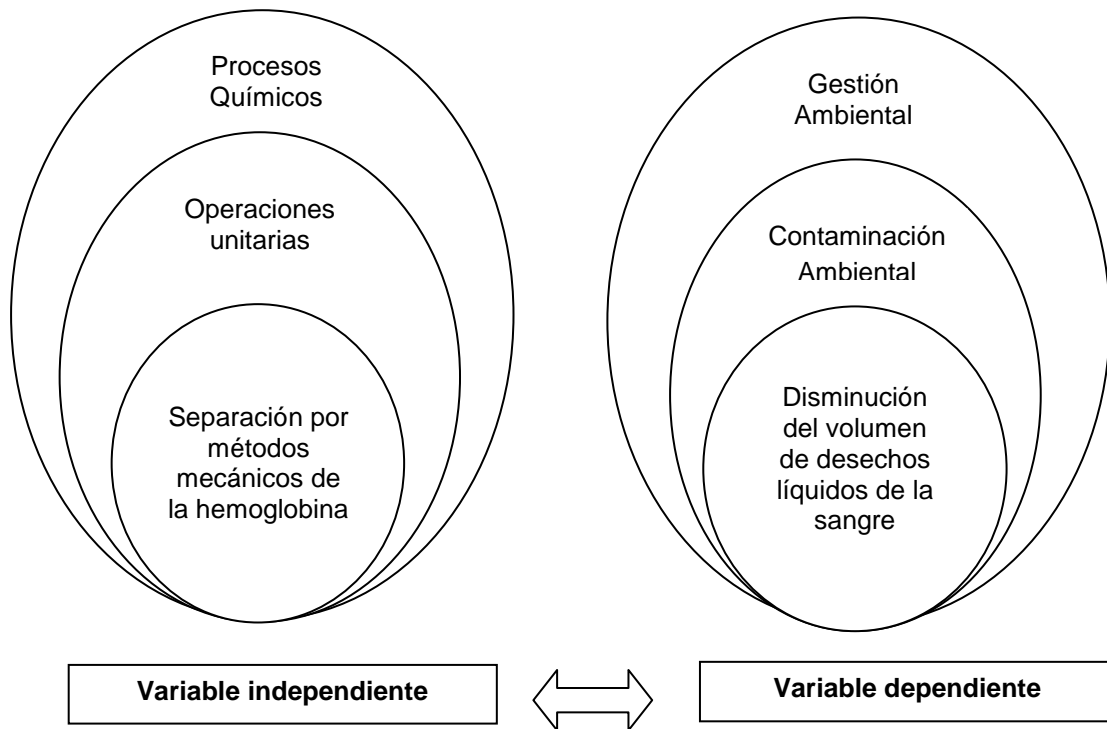 Procesos
Químicos
Operaciones
unitarias
Separación por
métodos
mecánicos de
la hemoglobina
Variable independiente
Gestión
Ambiental
Contaminación
Ambiental
Disminución
del volumen
de desechos
líquidos de la
sangre
Variable dependiente